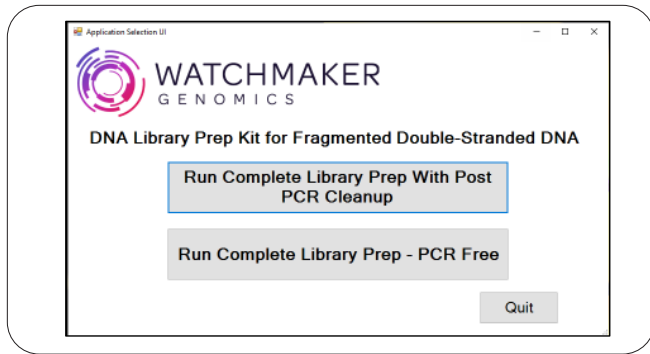 Application Selection UI
WATCHMAKER
GENOMICS
DNA Library Prep Kit for Fragmented Double-Stranded DNA
Run Complete Library Prep With Post
PCR Cleanup
Run Complete Library Prep - PCR Free
Quit